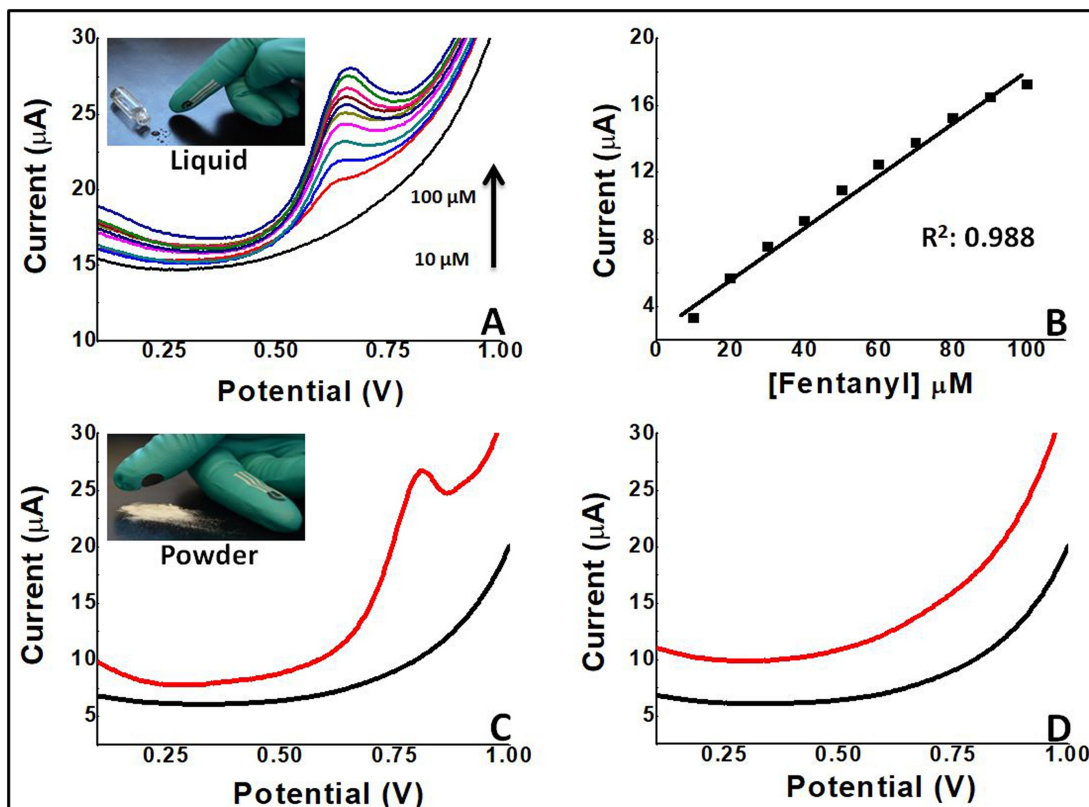 30
25
20
15
10
Current (μA)
Liquid
100 μM
10 μM
A
0.25 0.50 0.75 1.00
Potential (V)
20
16
12
8
4
Current (μA)
R²: 0.988
B
0 20 40 60 80 100
[Fentanyl] μM
30
25
20
15
10
5
Current (μA)
Powder
C
0.25 0.50 0.75 1.00
Potential (V)
30
25
20
15
10
5
Current (μA)
D
0.25 0.50 0.75 1.00
Potential (V)